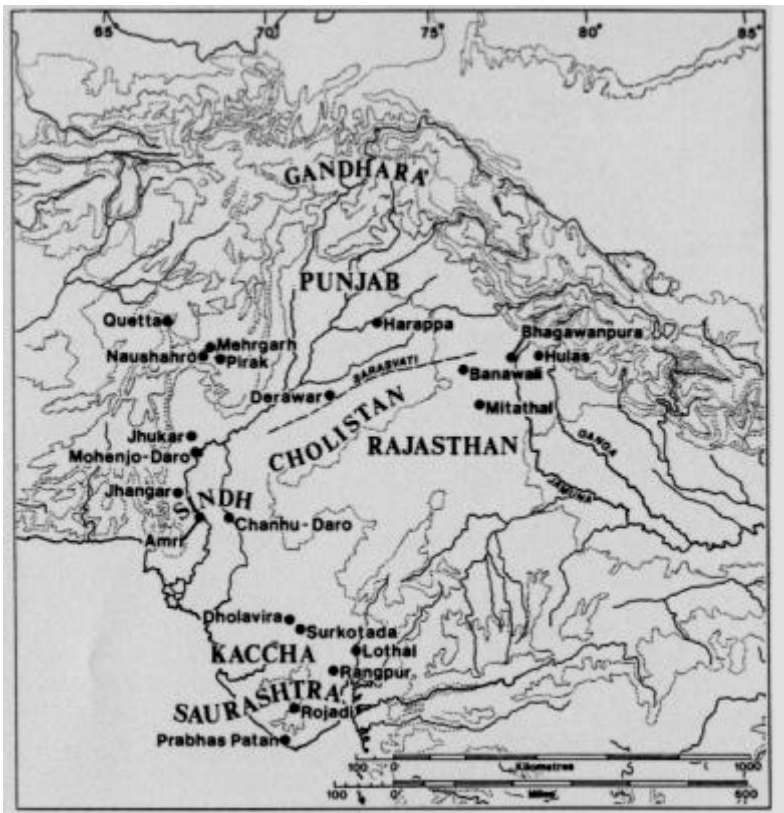 65° 70° 75° 80° 85°
GANDHARA
PUNJAB
Quetta
Harappa
Mehrgarh
Bhagawanpura
Naushahro
Pirak
Hulas
SARASVATI
Banawali
Derawar
Mitathal
CHOLISTAN
Jhukar
RAJASTHAN
GANGA
Mohenjo-Daro
JAMUNA
Jhangar
SINDH
Chanhu-Daro
Amri
Dholavira
Surkotada
KACCHA
Lothal
Rangpur
SAURASHTRA
Rojadi
Prabhas Patan
100 0 1000
Kilometres
100 0 600
Miles